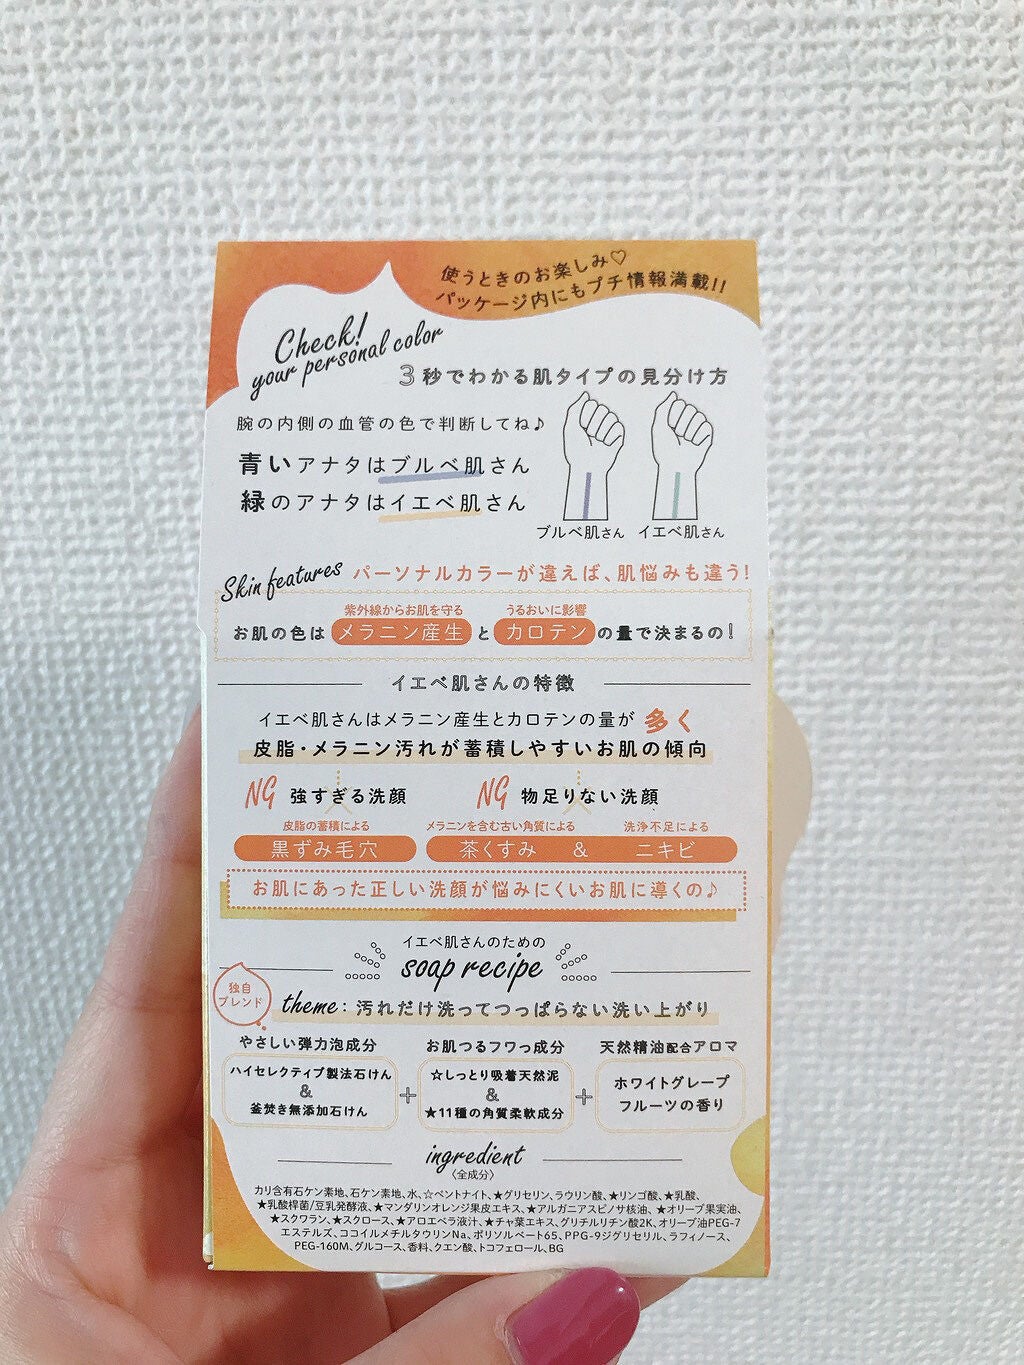 使うときのお楽しみ♡
パッケージ内にもプチ情報満載!!
Check!
your personal color
3秒でわかる肌タイプの見分け方
腕の内側の血管の色で判断してね♪
青いアナタはブルベ肌さん
緑のアナタはイエベ肌さん
ブルベ肌さん イエベ肌さん
Skin features パーソナルカラーが違えば、肌悩みも違う!
紫外線からお肌を守る うるおいに影響
お肌の色はメラニン産生とカロテンの量で決まるの!
イエベ肌さんの特徴
イエベ肌さんはメラニン産生とカロテンの量が 多く
皮脂・メラニン汚れが蓄積しやすいお肌の傾向
NG 強すぎる洗顔 NG 物足りない洗顔
皮脂の蓄積による メラニンを含む古い角質による 洗浄不足による
黒ずみ毛穴 茶くすみ & ニキビ
お肌にあった正しい洗顔が悩みにくいお肌に導くの♪
イエベ肌さんのための
soap recipe
独自
ブレンド
theme: 汚れだけ洗ってつっぱらない洗い上がり
やさしい弾力泡成分 お肌つるフワっ成分 天然精油配合アロマ
ハイセレクティブ製法石けん
&
釜焚き無添加石けん
+
☆しっとり吸着天然泥
&
★11種の角質柔軟成分
+
ホワイトグレープ
フルーツの香り
ingredient
〈全成分〉
カリ含有石ケン素地、石ケン素地、水、☆ベントナイト、★グリセリン、ラウリン酸、★リンゴ酸、★乳酸、
★乳酸桿菌/豆乳発酵液、★マンダリンオレンジ果皮エキス、★アルガニアスピノサ核油、★オリーブ果実油、
★スクワラン、★スクロース、★アロエベラ液汁、★チャ葉エキス、グリチルリチン酸2K、オリーブ油PEG-7
エステルズ、ココイルメチルタウリンNa、ポリソルベート65、PPG-9ジグリセリル、ラフィノース、
PEG-160M、グルコース、香料、クエン酸、トコフェロール、BG